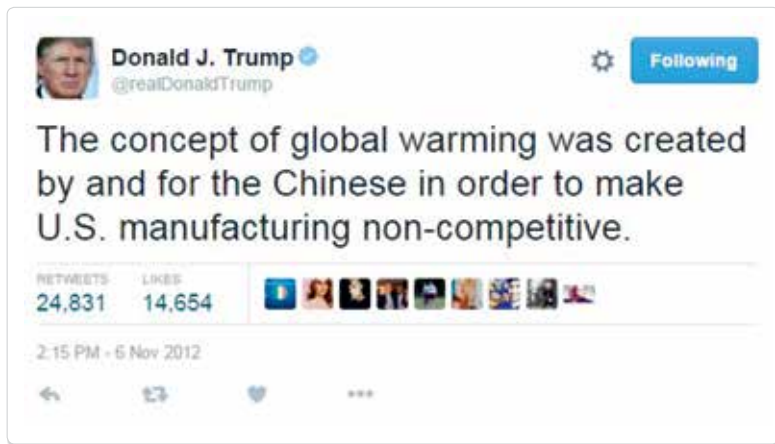 Donald J. Trump
Following
@realDonaldTrump
The concept of global warming was created
by and for the Chinese in order to make
U.S. manufacturing non-competitive.
RETWEETS LIKES
24,831 14,654
2:15 PM - 6 Nov 2012